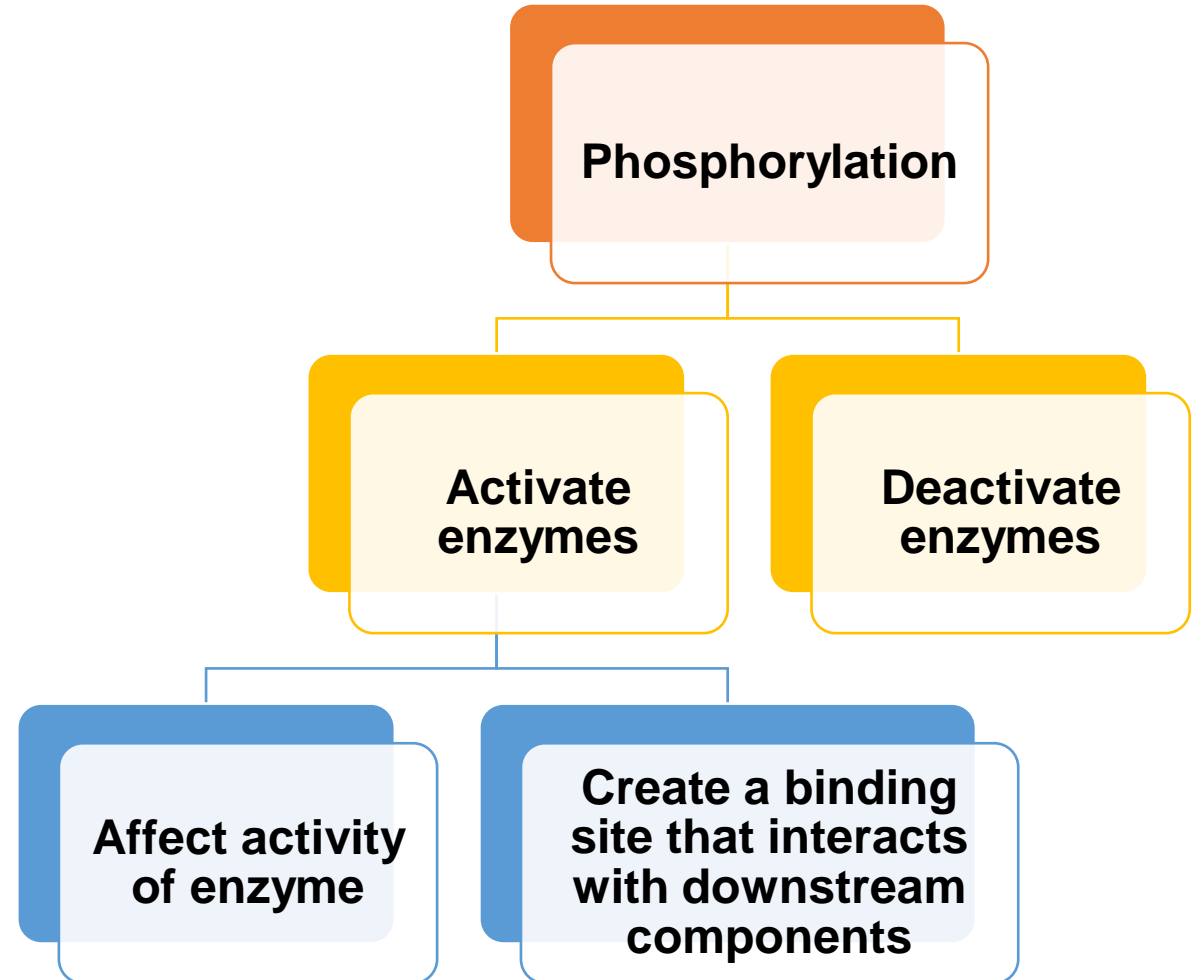 Phosphorylation
Activate
enzymes
Deactivate
enzymes
Affect activity
of enzyme
Create a binding
site that interacts
with downstream
components